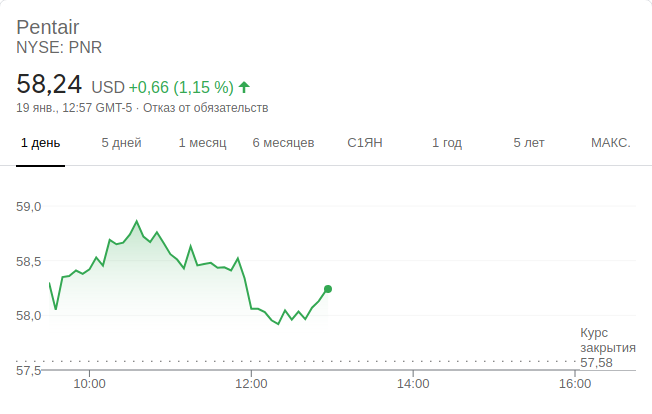 Pentair
NYSE: PNR
58,24 USD +0,66 (1,15 %)
19 янв., 12:57 GMT-5 · Отказ от обязательств
1 день 5 дней 1 месяц 6 месяцев С1ЯН 1 год 5 лет МАКС.
59,0
58,5
58,0
Курс
закрытия
57,58
57,5
10:00 12:00 14:00 16:00